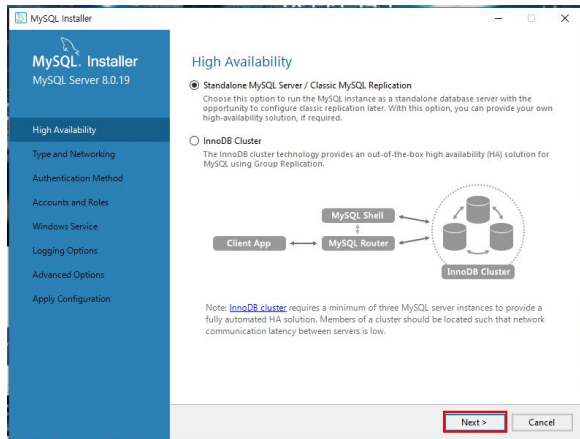 MySQL Installer
MySQL. Installer
MySQL Server 8.0.19
High Availability
Type and Networking
Authentication Method
Accounts and Roles
Windows Service
Logging Options
Advanced Options
Apply Configuration
High Availability
Standalone MySQL Server / Classic MySQL Replication
Choose this option to run the MySQL instance as a standalone database server with the
opportunity to configure classic replication later. With this option, you can provide your own
high-availability solution, if required.
InnoDB Cluster
The InnoDB cluster technology provides an out-of-the-box high availability (HA) solution for
MySQL using Group Replication.
MySQL Shell
Client App
MySQL Router
InnoDB Cluster
Note: InnoDB cluster requires a minimum of three MySQL server instances to provide a
fully automated HA solution. Members of a cluster should be located such that network
communication latency between servers is low.
Next >
Cancel